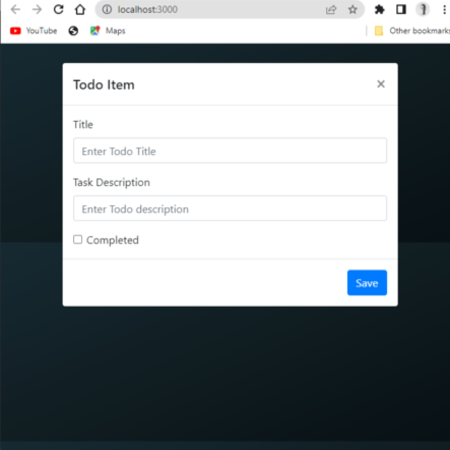 localhost:3000
YouTube
Maps
Other bookmarks
Todo Item
×
Title
Enter Todo Title
Task Description
Enter Todo description
Completed
Save